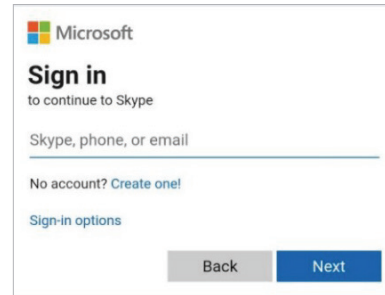 Microsoft
Sign in
to continue to Skype
Skype, phone, or email
No account? Create one!
Sign-in options
Back Next